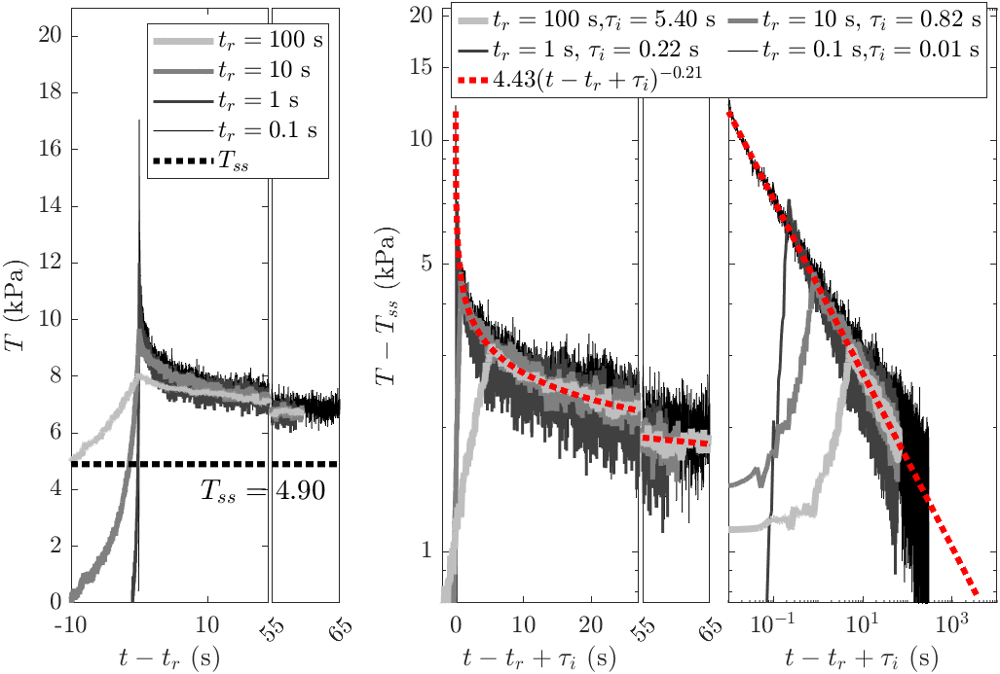 20
18
16
14
12
10
8
6
4
2
0
T (kPa)
t_r = 100 s
t_r = 10 s
t_r = 1 s
t_r = 0.1 s
T_ss
T_ss = 4.90
-10
10
55
65
t − t_r (s)
20
15
10
5
1
T − T_ss (kPa)
t_r = 100 s,τ_i = 5.40 s
t_r = 10 s, τ_i = 0.82 s
t_r = 1 s, τ_i = 0.22 s
t_r = 0.1 s,τ_i = 0.01 s
4.43(t − t_r + τ_i)^−0.21
0
10
20
55
65
t − t_r + τ_i (s)
10^−1
10^1
10^3
t − t_r + τ_i (s)